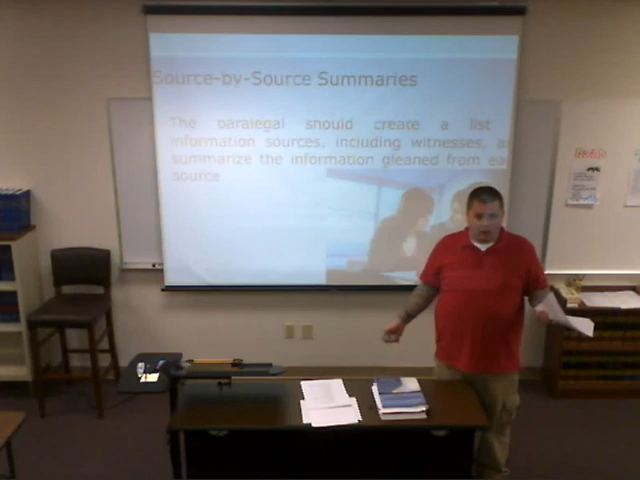 Source-by-Source Summaries
The paralegal should create a list
information sources, including witnesses, a
summarize the information gleaned from ea
source